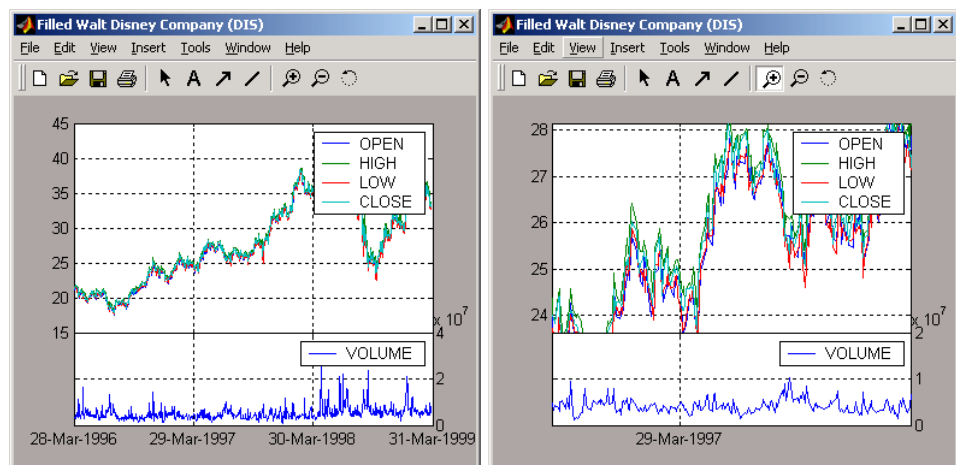 Filled Walt Disney Company (DIS)
File Edit View Insert Tools Window Help
A
45
40
35
30
25
20
15
OPEN
HIGH
LOW
CLOSE
x 10^7
4
2
0
VOLUME
28-Mar-1996 29-Mar-1997 30-Mar-1998 31-Mar-1999
Filled Walt Disney Company (DIS)
File Edit View Insert Tools Window Help
A
28
27
26
25
24
OPEN
HIGH
LOW
CLOSE
x 10^7
2
1
0
VOLUME
29-Mar-1997